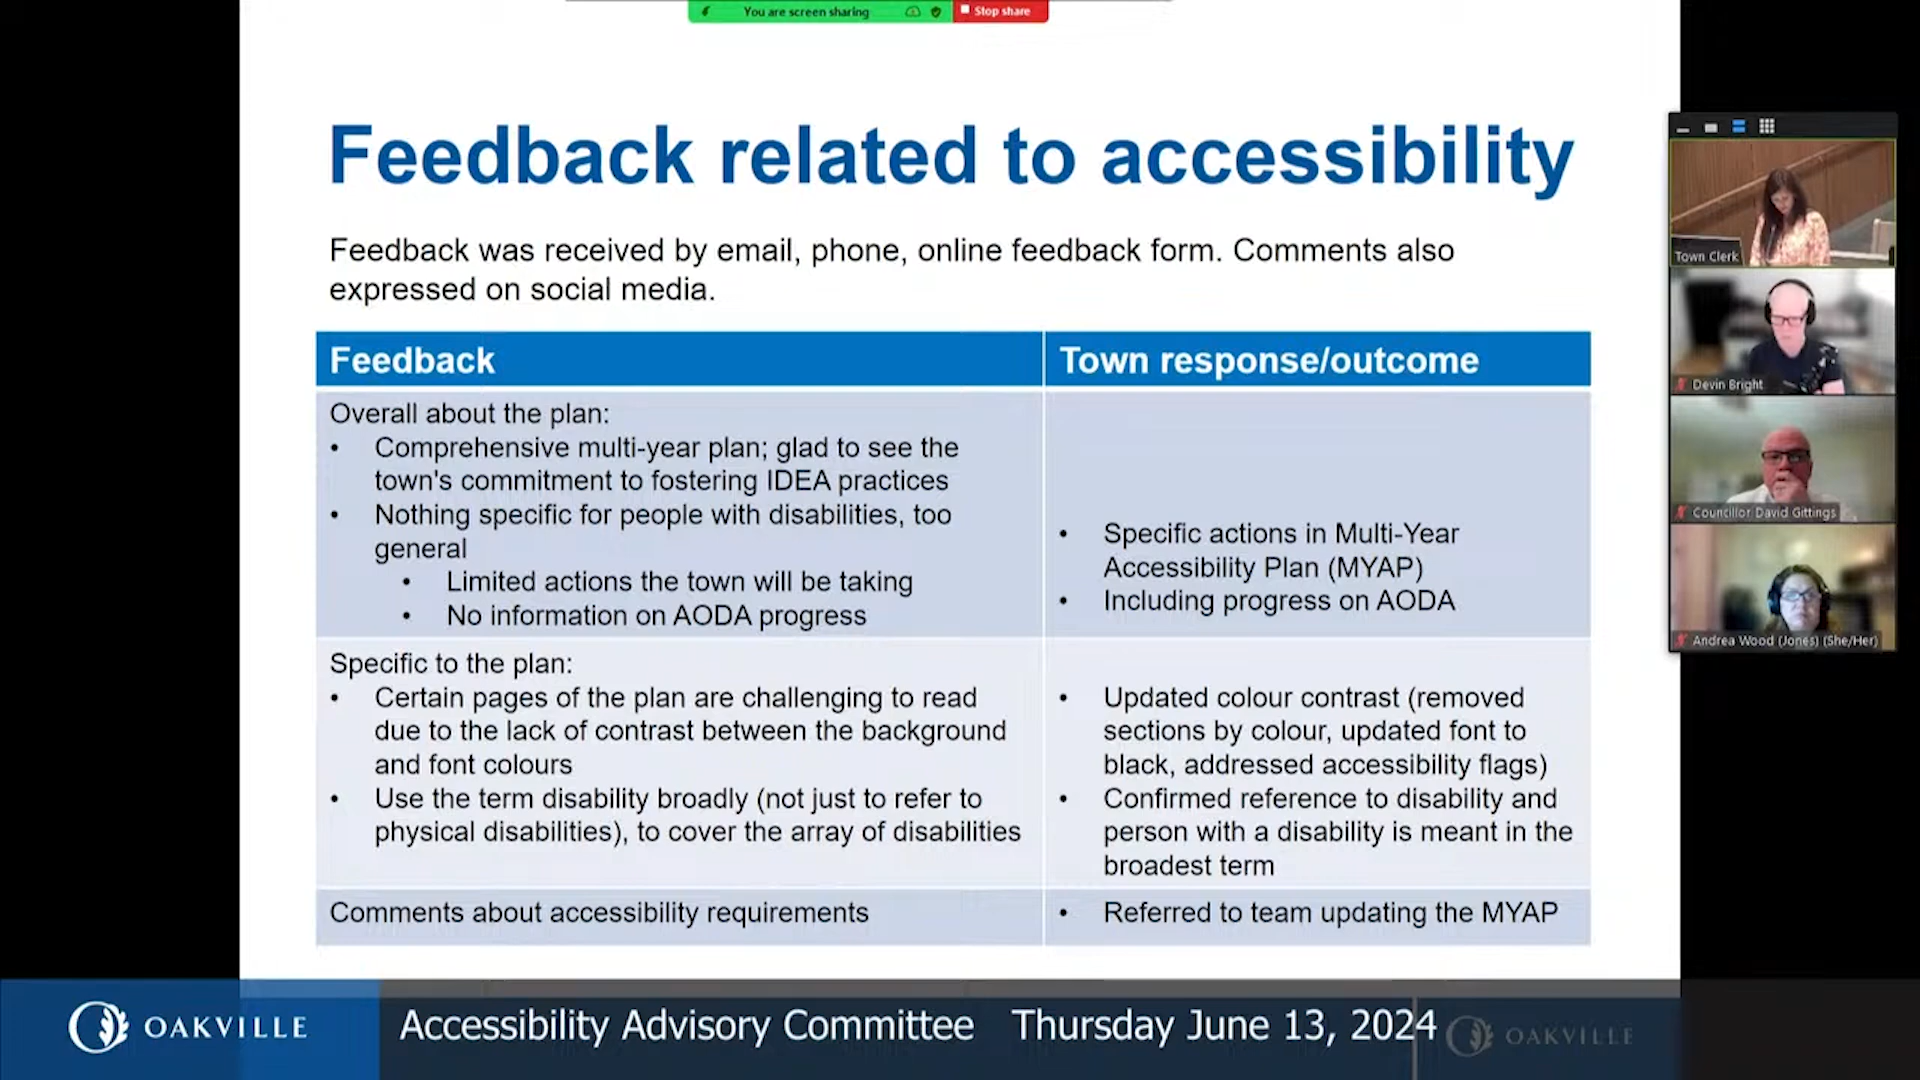 You are screen sharing
Stop share
Feedback related to accessibility
Feedback was received by email, phone, online feedback form. Comments also
expressed on social media.
Feedback
Town response/outcome
Overall about the plan:
• Comprehensive multi-year plan; glad to see the
town's commitment to fostering IDEA practices
• Nothing specific for people with disabilities, too
general
• Limited actions the town will be taking
• No information on AODA progress
• Specific actions in Multi-Year
Accessibility Plan (MYAP)
• Including progress on AODA
Specific to the plan:
• Certain pages of the plan are challenging to read
due to the lack of contrast between the background
and font colours
• Use the term disability broadly (not just to refer to
physical disabilities), to cover the array of disabilities
• Updated colour contrast (removed
sections by colour, updated font to
black, addressed accessibility flags)
• Confirmed reference to disability and
person with a disability is meant in the
broadest term
Comments about accessibility requirements
• Referred to team updating the MYAP
Town Clerk
Devin Bright
Councillor David Gittings
Andrea Wood (Jones) (She/Her)
OAKVILLE
Accessibility Advisory Committee Thursday June 13, 2024
OAKVILLE